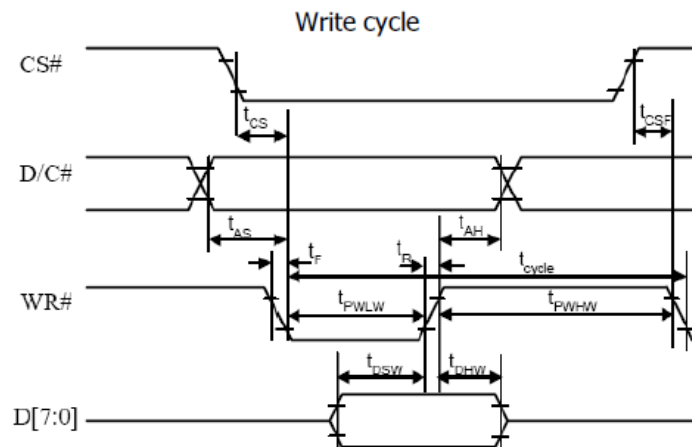 Write cycle
CS#
tCS
tCSF
D/C#
tAS
tAH
tF
tR
tcycle
WR#
tPWLW
tPWHW
tDSW
tDHW
D[7:0]